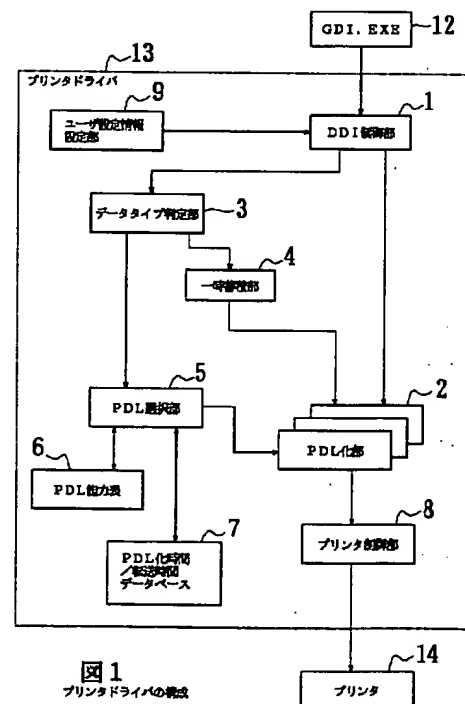 GDI.EXE
12
13
プリンタドライバ
9
ユーザ設定情報
設定部
1
DDI制御部
データタイプ判定部
3
4
一時蓄積部
5
PDL選択部
2
PDL化部
6
PDL能力表
7
PDL化時間
/転送時間
データベース
8
プリンタ制御部
図1
プリンタドライバの構成
14
プリンタ